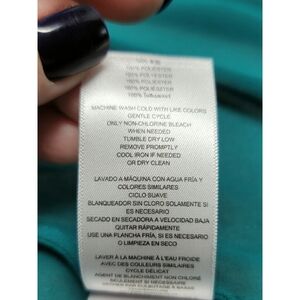 100% POLYESTER
100% POLYESTER
100% POLYESTER
100%
MACHINE WASH COLD WITH LIKE COLORS
GENTLE CYCLE
ONLY NON-CHLORINE BLEACH
WHEN NEEDED
TUMBLE DRY LOW
REMOVE PROMPTLY
COOL IRON IF NEEDED
OR DRY CLEAN
LAVADO A MÁQUINA CON AGUA FRÍA Y
COLORES SIMILARES
CICLO SUAVE
BLANQUEADOR SIN CLORO SOLAMENTE SI
ES NECESARIO
SECADO EN SECADORA A VELOCIDAD BAJA
QUITAR RÁPIDAMENTE
USE UNA PLANCHA FRÍA, SI ES NECESARIO
O LIMPIEZA EN SECO
LAVER À LA MACHINE À L'EAU FROIDE
AVEC DES COULEURS SIMILAIRES
CYCLE DÉLICAT
AGENT DE BLANCHIMENT NON CHLORÉ
SEULEMENT SI NÉCESSAIRE